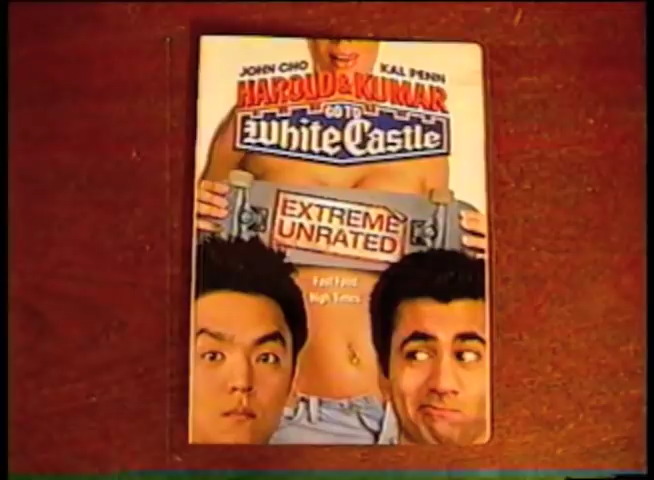 JOHN CHO KAL PENN
HAROLD & KUMAR
GO TO
White Castle
EXTREME
UNRATED
Fast Food
High Times